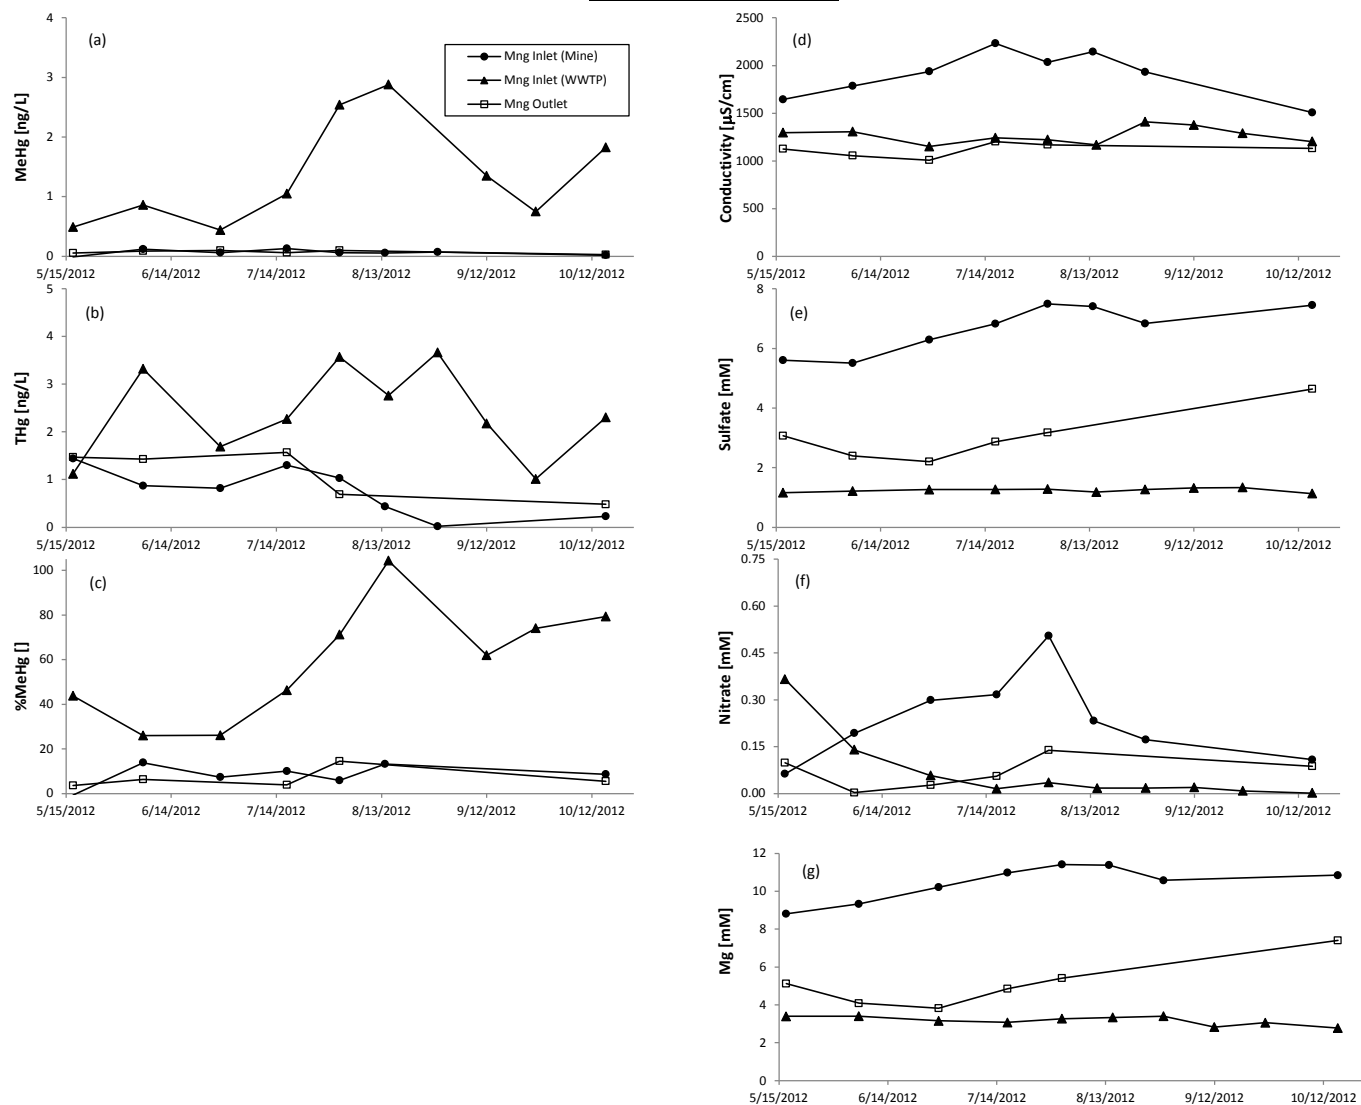 (a)
MeHg [ng/L]
4
3
2
1
0
Mng Inlet (Mine)
Mng Inlet (WWTP)
Mng Outlet
5/15/2012 6/14/2012 7/14/2012 8/13/2012 9/12/2012 10/12/2012
(b)
THg [ng/L]
5
4
3
2
1
0
5/15/2012 6/14/2012 7/14/2012 8/13/2012 9/12/2012 10/12/2012
(c)
%MeHg []
100
80
60
40
20
0
5/15/2012 6/14/2012 7/14/2012 8/13/2012 9/12/2012 10/12/2012
(d)
Conductivity [µS/cm]
2500
2000
1500
1000
500
0
5/15/2012 6/14/2012 7/14/2012 8/13/2012 9/12/2012 10/12/2012
(e)
Sulfate [mM]
8
6
4
2
0
5/15/2012 6/14/2012 7/14/2012 8/13/2012 9/12/2012 10/12/2012
(f)
Nitrate [mM]
0.75
0.60
0.45
0.30
0.15
0.00
5/15/2012 6/14/2012 7/14/2012 8/13/2012 9/12/2012 10/12/2012
(g)
Mg [mM]
12
10
8
6
4
2
0
5/15/2012 6/14/2012 7/14/2012 8/13/2012 9/12/2012 10/12/2012